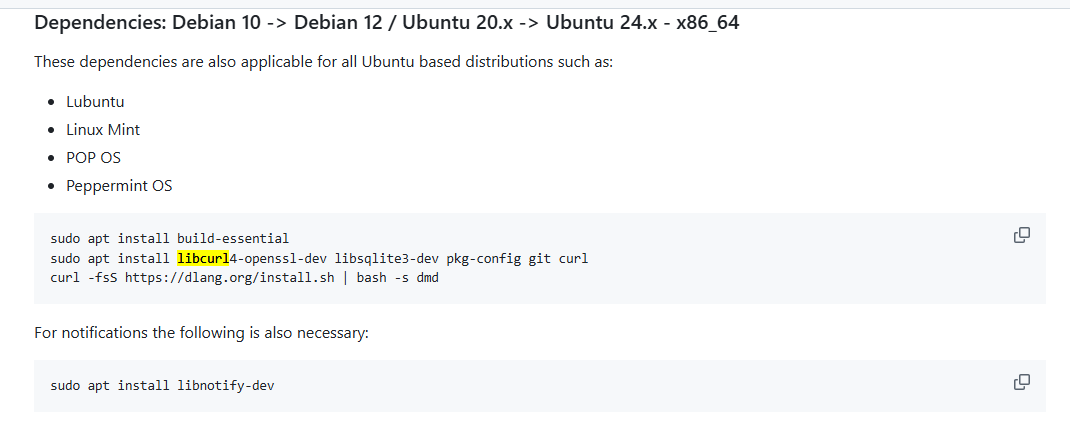 Dependencies: Debian 10 -> Debian 12 / Ubuntu 20.x -> Ubuntu 24.x - x86_64
These dependencies are also applicable for all Ubuntu based distributions such as:
Lubuntu
Linux Mint
POP OS
Peppermint OS
sudo apt install build-essential
sudo apt install libcurl4-openssl-dev libsqlite3-dev pkg-config git curl
curl -fsS https://dlang.org/install.sh | bash -s dmd
For notifications the following is also necessary:
sudo apt install libnotify-dev